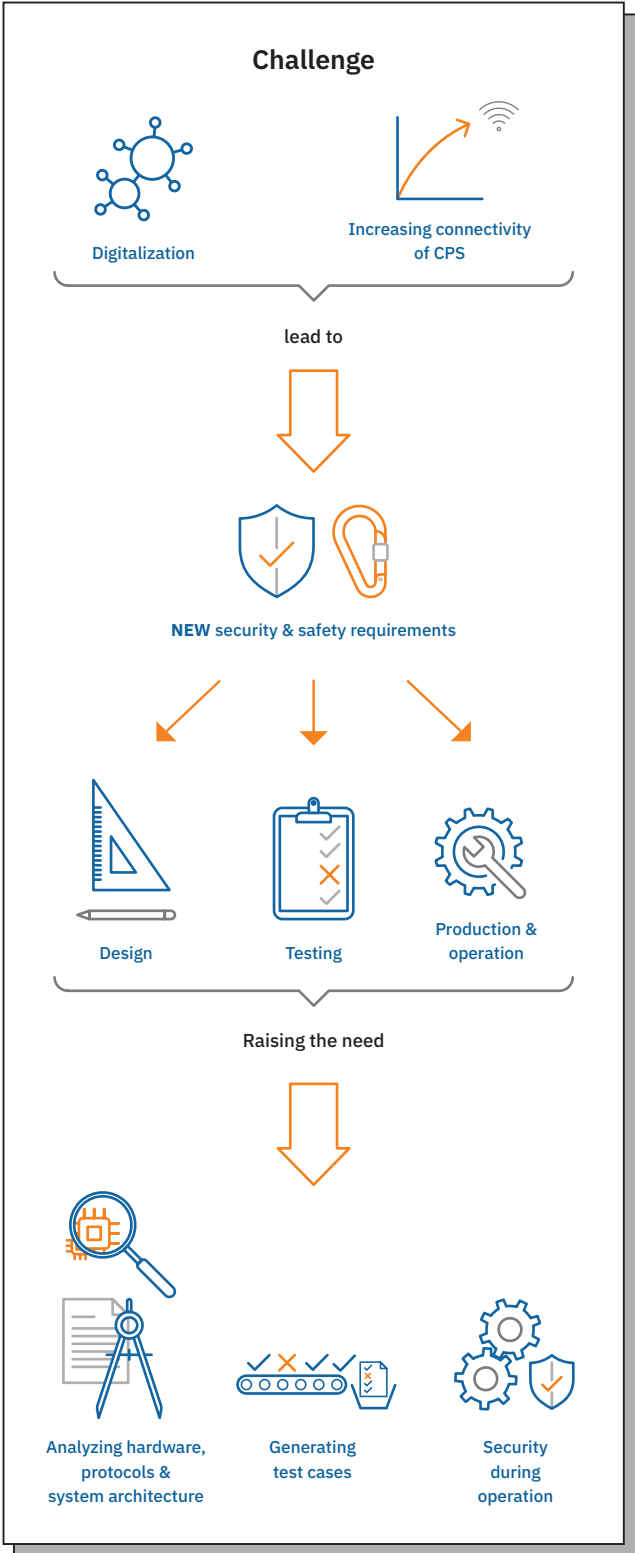 Challenge
Digitalization
Increasing connectivity
of CPS
lead to
NEW security & safety requirements
Design
Testing
Production &
operation
Raising the need
Analyzing hardware,
protocols &
system architecture
Generating
test cases
Security
during
operation